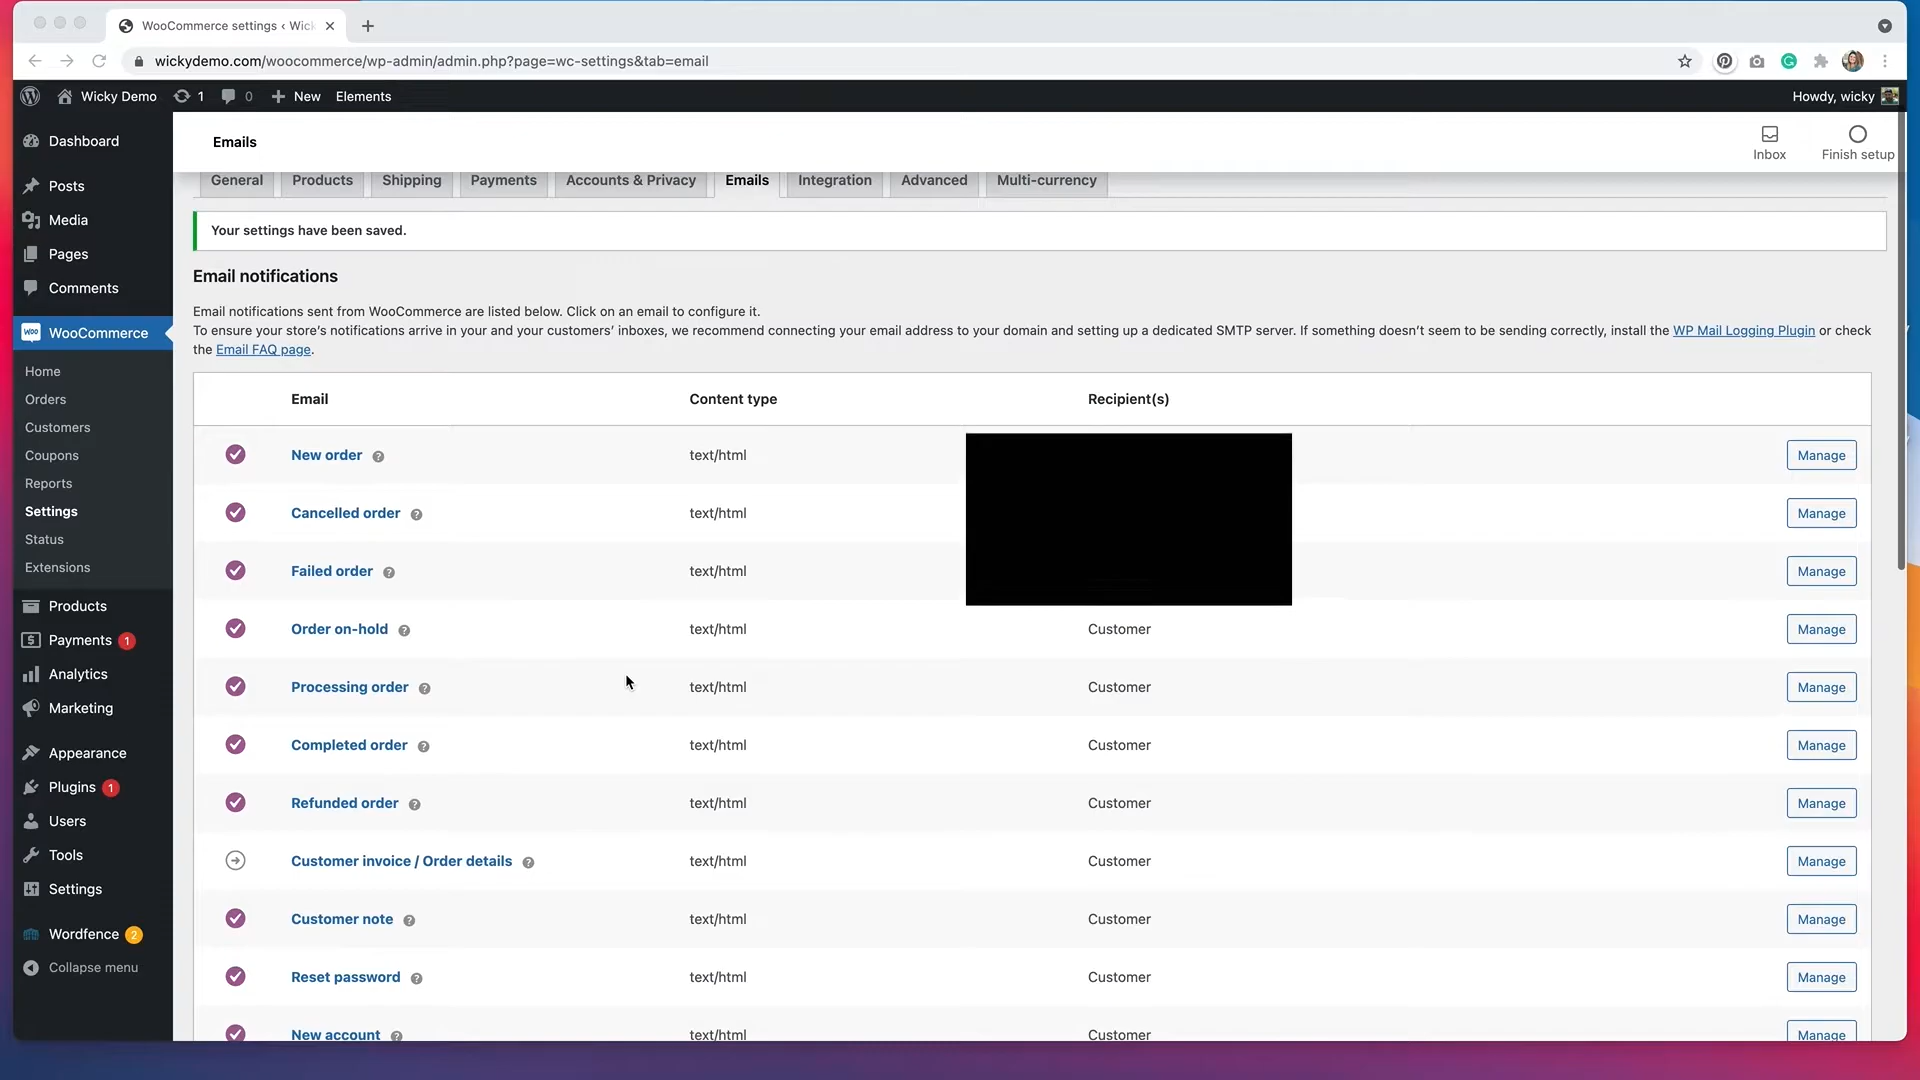 WooCommerce settings ‹ Wick
wickydemo.com/woocommerce/wp-admin/admin.php?page=wc-settings&tab=email
Wicky Demo 1 0 New Elements Howdy, wicky
Dashboard
Posts
Media
Pages
Comments
WooCommerce
Home
Orders
Customers
Coupons
Reports
Settings
Status
Extensions
Products
Payments 1
Analytics
Marketing
Appearance
Plugins 1
Users
Tools
Settings
Wordfence 2
Collapse menu
Emails
Inbox
Finish setup
General Products Shipping Payments Accounts & Privacy Emails Integration Advanced Multi-currency
Your settings have been saved.
Email notifications
Email notifications sent from WooCommerce are listed below. Click on an email to configure it.
To ensure your store's notifications arrive in your and your customers' inboxes, we recommend connecting your email address to your domain and setting up a dedicated SMTP server. If something doesn't seem to be sending correctly, install the WP Mail Logging Plugin or check
the Email FAQ page.
Email Content type Recipient(s)
New order ? text/html Manage
Cancelled order ? text/html Manage
Failed order ? text/html Manage
Order on-hold ? text/html Customer Manage
Processing order ? text/html Customer Manage
Completed order ? text/html Customer Manage
Refunded order ? text/html Customer Manage
Customer invoice / Order details ? text/html Customer Manage
Customer note ? text/html Customer Manage
Reset password ? text/html Customer Manage
New account ? text/html Customer Manage